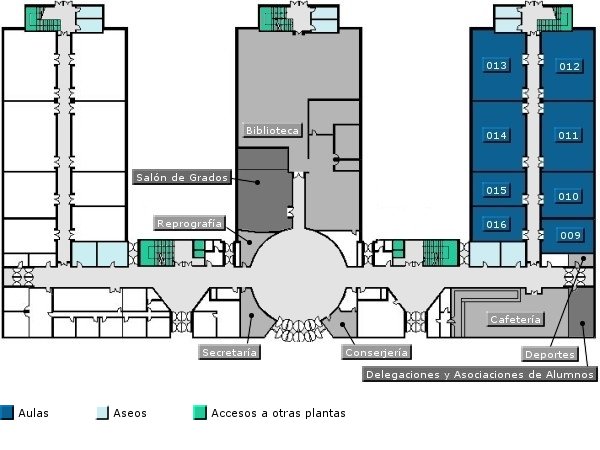 013
012
Biblioteca
014
011
Salón de Grados
015
010
Reprografía
016
009
Cafetería
Secretaría
Conserjería
Deportes
Delegaciones y Asociaciones de Alumnos
Aulas
Aseos
Accesos a otras plantas